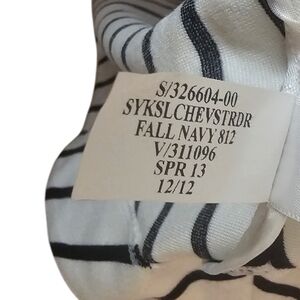 S/326604-00
SYKSLCHEVSTRDR
FALL NAVY 812
V/311096
SPR 13
12/12